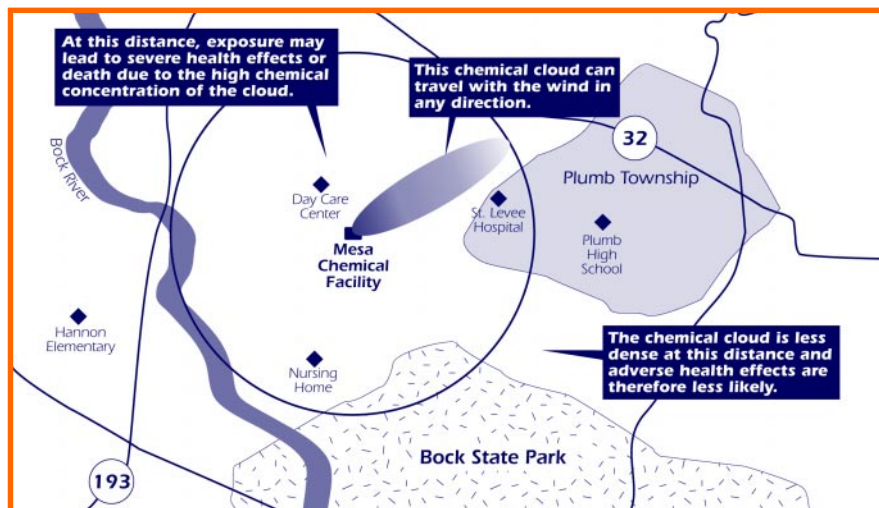 At this distance, exposure may
lead to severe health effects or
death due to the high chemical
concentration of the cloud.
This chemical cloud can
travel with the wind in
any direction.
32
Plumb Township
Bock River
Day Care
Center
St. Levee
Hospital
Plumb
High
School
Mesa
Chemical
Facility
Hannon
Elementary
Nursing
Home
The chemical cloud is less
dense at this distance and
adverse health effects are
therefore less likely.
Bock State Park
193